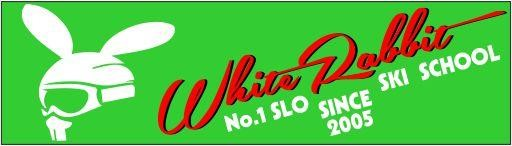 White Rabbit
No.1 SLO SKI SCHOOL
SINCE
2005